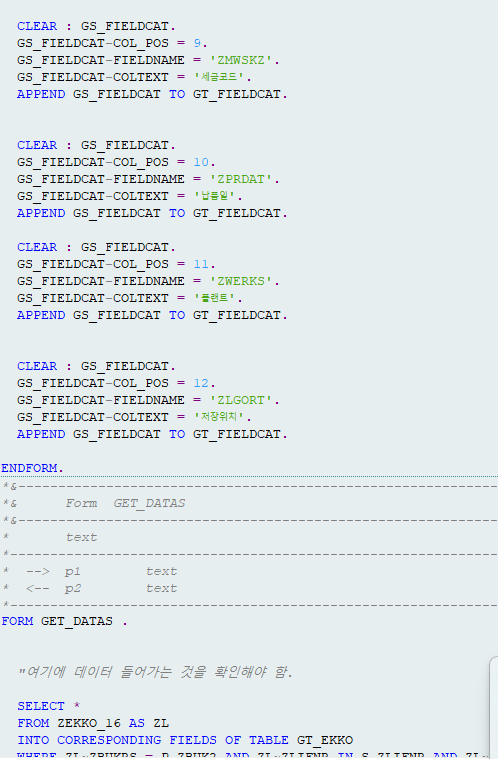 CLEAR : GS_FIELDCAT.
GS_FIELDCAT-COL_POS = 9.
GS_FIELDCAT-FIELDNAME = 'ZMWSKZ'.
GS_FIELDCAT-COLTEXT = '세금코드'.
APPEND GS_FIELDCAT TO GT_FIELDCAT.
CLEAR : GS_FIELDCAT.
GS_FIELDCAT-COL_POS = 10.
GS_FIELDCAT-FIELDNAME = 'ZPRDAT'.
GS_FIELDCAT-COLTEXT = '납품일'.
APPEND GS_FIELDCAT TO GT_FIELDCAT.
CLEAR : GS_FIELDCAT.
GS_FIELDCAT-COL_POS = 11.
GS_FIELDCAT-FIELDNAME = 'ZWERKS'.
GS_FIELDCAT-COLTEXT = '플랜트'.
APPEND GS_FIELDCAT TO GT_FIELDCAT.
CLEAR : GS_FIELDCAT.
GS_FIELDCAT-COL_POS = 12.
GS_FIELDCAT-FIELDNAME = 'ZLGORT'.
GS_FIELDCAT-COLTEXT = '저장위치'.
APPEND GS_FIELDCAT TO GT_FIELDCAT.
ENDFORM.
*&---------------------------------------------------------
*&      Form  GET_DATAS
*&---------------------------------------------------------
*       text
*----------------------------------------------------------
*  -->  p1        text
*  <--  p2        text
*----------------------------------------------------------
FORM GET_DATAS .
"여기에 데이터 들어가는 것을 확인해야 함.
SELECT *
FROM ZEKKO_16 AS ZL
INTO CORRESPONDING FIELDS OF TABLE GT_EKKO